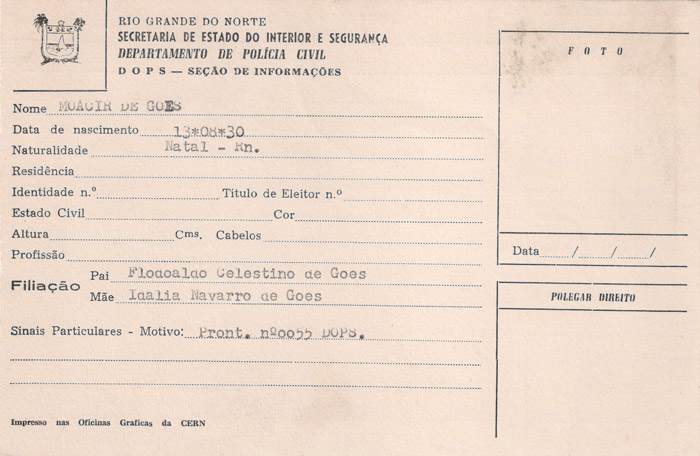 RIO GRANDE DO NORTE
SECRETARIA DE ESTADO DO INTERIOR E SEGURANÇA
DEPARTAMENTO DE POLÍCIA CIVIL
DOPS — SEÇÃO DE INFORMAÇÕES
FOTO
Nome MOACIR DE GOES
Data de nascimento 13*08*30
Naturalidade Natal - Rn.
Residência
Identidade n.º Título de Eleitor n.º
Estado Civil Cor
Altura Cms. Cabelos
Data / / /
Profissão
Filiação
Pai Flodoaldo Celestino de Goes
Mãe Idalia Navarro de Goes
POLEGAR DIREITO
Sinais Particulares - Motivo: Pront. nº0055 DOPS.
Impresso nas Oficinas Graficas da CERN